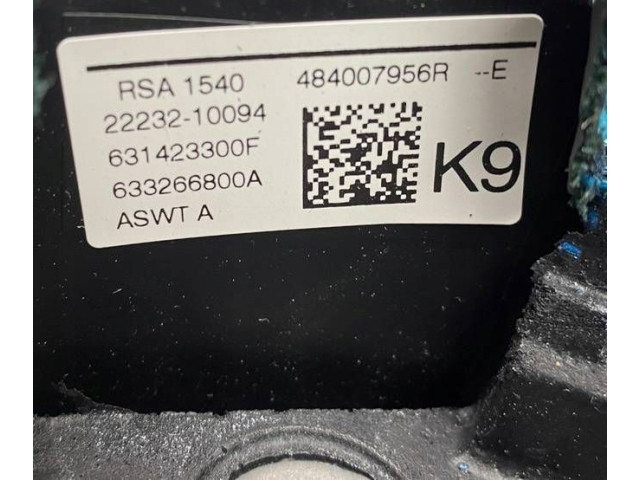 RSA 1540 484007956R --E
22232-10094
631423300F
633266800A K9
ASWT A